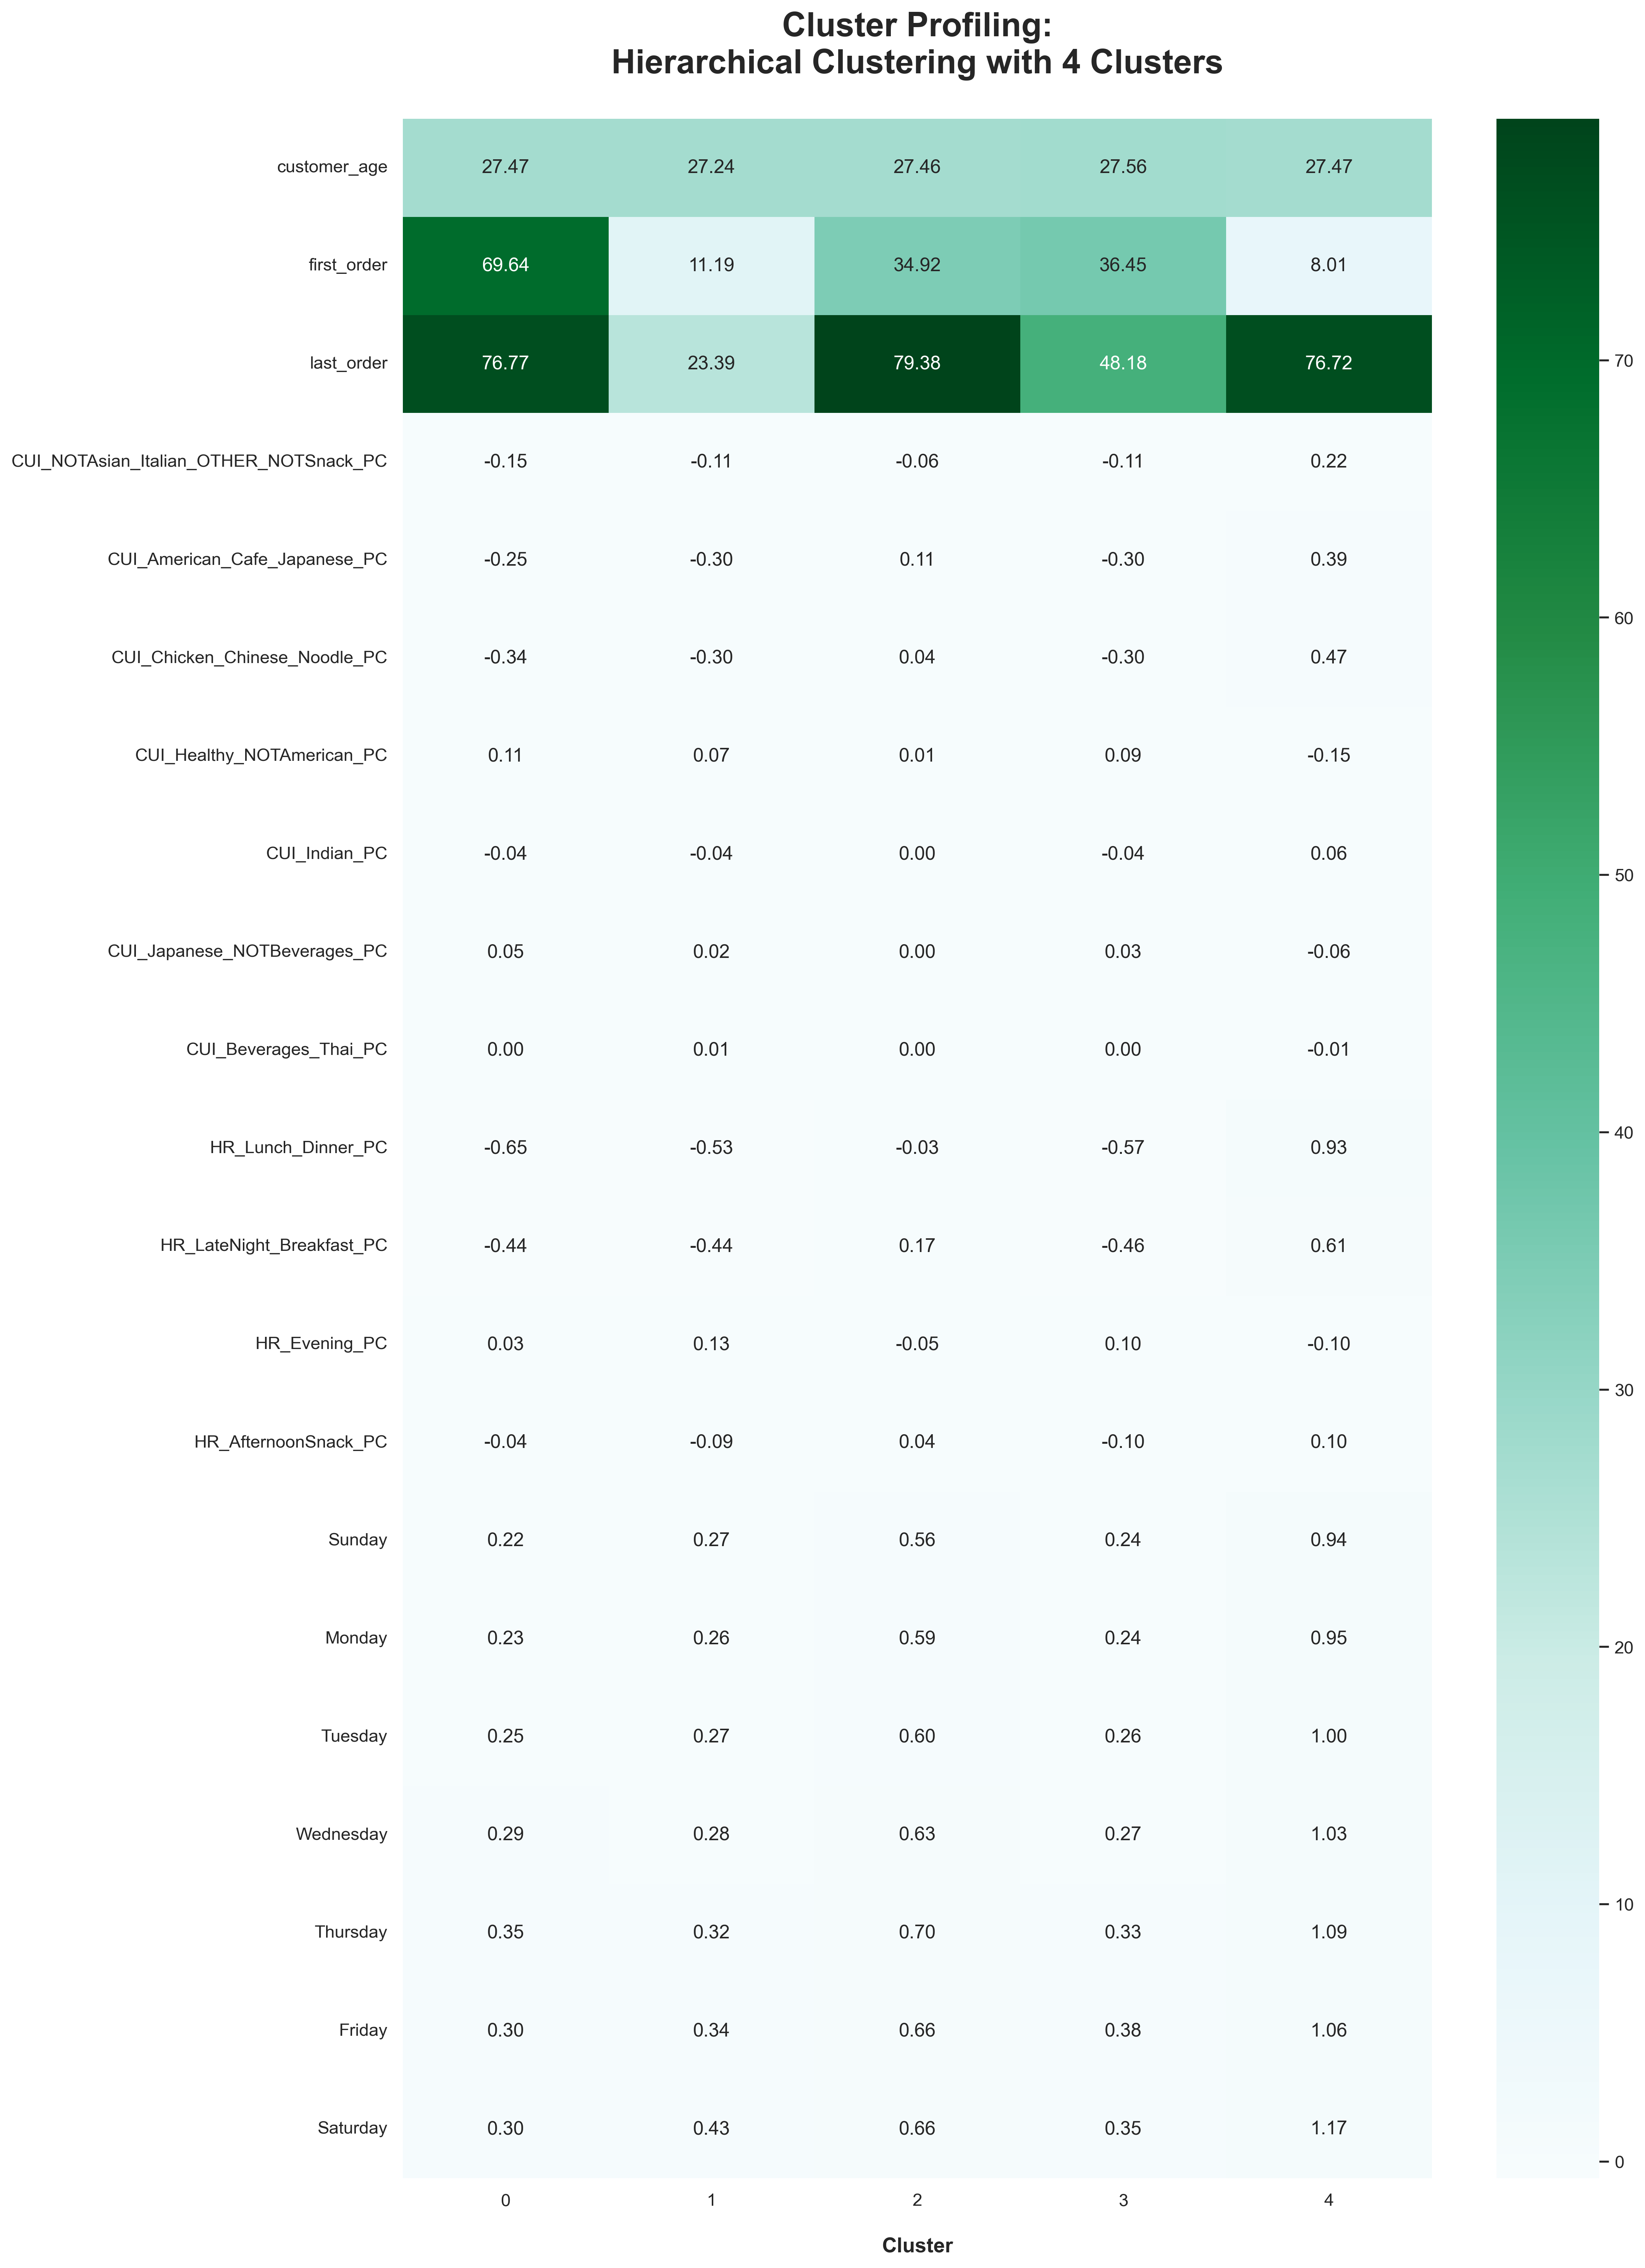 Cluster Profiling:
Hierarchical Clustering with 4 Clusters
customer_age 27.47 27.24 27.46 27.56 27.47
first_order 69.64 11.19 34.92 36.45 8.01
last_order 76.77 23.39 79.38 48.18 76.72
CUI_NOTAsian_Italian_OTHER_NOTSnack_PC -0.15 -0.11 -0.06 -0.11 0.22
CUI_American_Cafe_Japanese_PC -0.25 -0.30 0.11 -0.30 0.39
CUI_Chicken_Chinese_Noodle_PC -0.34 -0.30 0.04 -0.30 0.47
CUI_Healthy_NOTAmerican_PC 0.11 0.07 0.01 0.09 -0.15
CUI_Indian_PC -0.04 -0.04 0.00 -0.04 0.06
CUI_Japanese_NOTBeverages_PC 0.05 0.02 0.00 0.03 -0.06
CUI_Beverages_Thai_PC 0.00 0.01 0.00 0.00 -0.01
HR_Lunch_Dinner_PC -0.65 -0.53 -0.03 -0.57 0.93
HR_LateNight_Breakfast_PC -0.44 -0.44 0.17 -0.46 0.61
HR_Evening_PC 0.03 0.13 -0.05 0.10 -0.10
HR_AfternoonSnack_PC -0.04 -0.09 0.04 -0.10 0.10
Sunday 0.22 0.27 0.56 0.24 0.94
Monday 0.23 0.26 0.59 0.24 0.95
Tuesday 0.25 0.27 0.60 0.26 1.00
Wednesday 0.29 0.28 0.63 0.27 1.03
Thursday 0.35 0.32 0.70 0.33 1.09
Friday 0.30 0.34 0.66 0.38 1.06
Saturday 0.30 0.43 0.66 0.35 1.17
0 1 2 3 4
Cluster
70
60
50
40
30
20
10
0